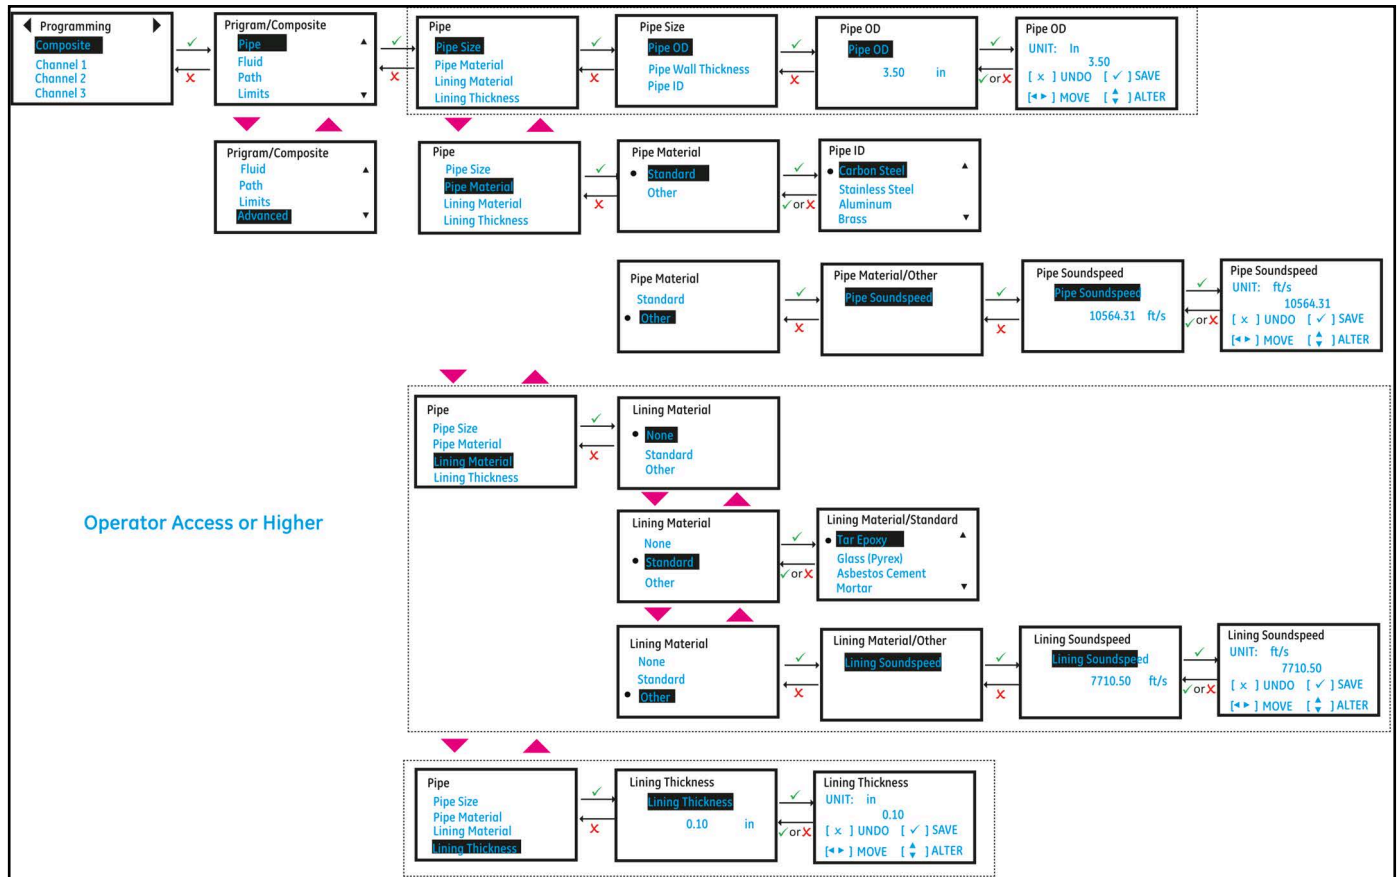 Programming
Composite
Channel 1
Channel 2
Channel 3
Prigram/Composite
Pipe
Fluid
Path
Limits
Pipe
Pipe Size
Pipe Material
Lining Material
Lining Thickness
Pipe Size
Pipe OD
Pipe Wall Thickness
Pipe ID
Pipe OD
Pipe OD
3.50 in
or
Pipe OD
UNIT: In
3.50
[ x ] UNDO [ ✓ ] SAVE
[◄ ►] MOVE [▲▼] ALTER
Prigram/Composite
Fluid
Path
Limits
Advanced
Pipe
Pipe Size
Pipe Material
Lining Material
Lining Thickness
Pipe Material
Standard
Other
or
Pipe ID
Carbon Steel
Stainless Steel
Aluminum
Brass
Pipe Material
Standard
Other
Pipe Material/Other
Pipe Soundspeed
Pipe Soundspeed
Pipe Soundspeed
10564.31 ft/s
or
Pipe Soundspeed
UNIT: ft/s
10564.31
[ x ] UNDO [ ✓ ] SAVE
[◄ ►] MOVE [▲▼] ALTER
Pipe
Pipe Size
Pipe Material
Lining Material
Lining Thickness
Lining Material
None
Standard
Other
Operator Access or Higher
Lining Material
None
Standard
Other
or
Lining Material/Standard
Tar Epoxy
Glass (Pyrex)
Asbestos Cement
Mortar
Lining Material
None
Standard
Other
Lining Material/Other
Lining Soundspeed
Lining Soundspeed
Lining Soundspeed
7710.50 ft/s
or
Lining Soundspeed
UNIT: ft/s
7710.50
[ x ] UNDO [ ✓ ] SAVE
[◄ ►] MOVE [▲▼] ALTER
Pipe
Pipe Size
Pipe Material
Lining Material
Lining Thickness
Lining Thickness
Lining Thickness
0.10 in
or
Lining Thickness
UNIT: in
0.10
[ x ] UNDO [ ✓ ] SAVE
[◄ ►] MOVE [▲▼] ALTER